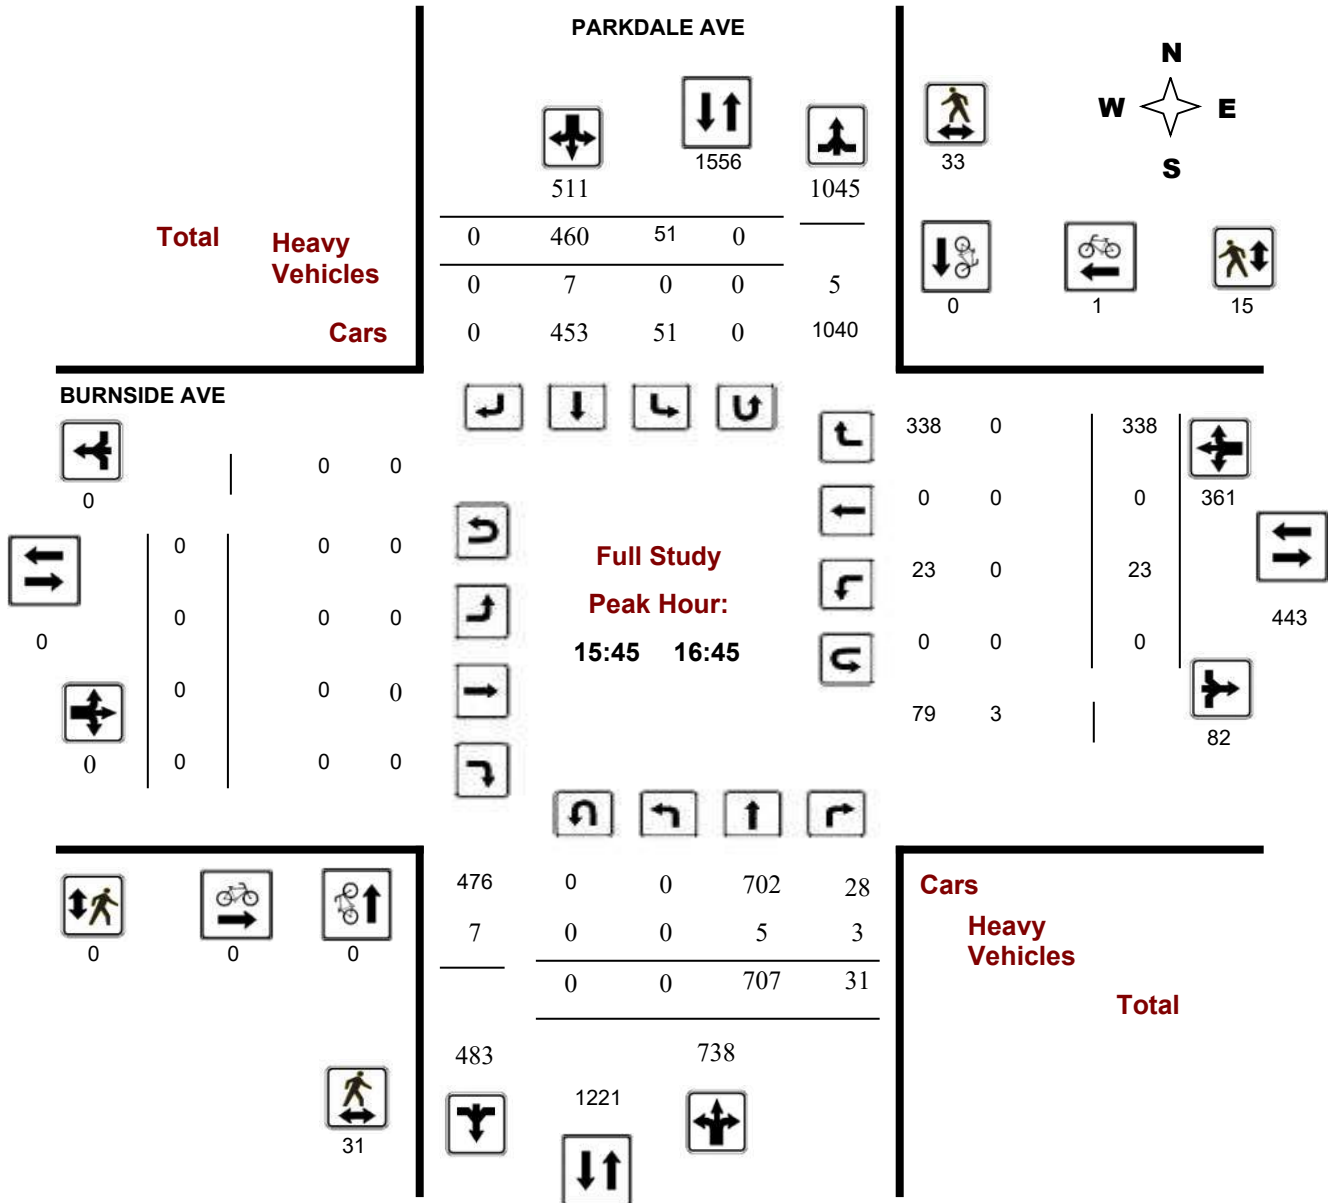 PARKDALE AVE
N
W E
S
33
1556
511 1045
Total Heavy Vehicles
0 460 51 0
0 7 0 0 5
Cars
0 453 51 0 1040
0 1 15
BURNSIDE AVE
338 0 338
0 0
0
0 0 0 361
0 0 0
Full Study
23 0 23
0 0 0
Peak Hour:
443
0
15:45 16:45
0 0 0
0 0 0
79 3
82
0
0 0 0
476 0 0 702 28
Cars
7 0 0 5 3
Heavy
Vehicles
0 0 0
0 0 707 31
Total
483 738
1221
31